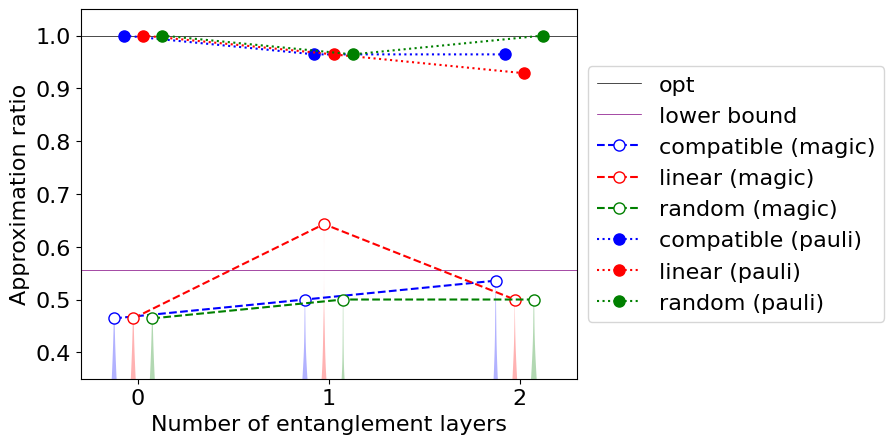 1.0
0.9
0.8
0.7
0.6
0.5
0.4
Approximation ratio
0 1 2
Number of entanglement layers
opt
lower bound
compatible (magic)
linear (magic)
random (magic)
compatible (pauli)
linear (pauli)
random (pauli)